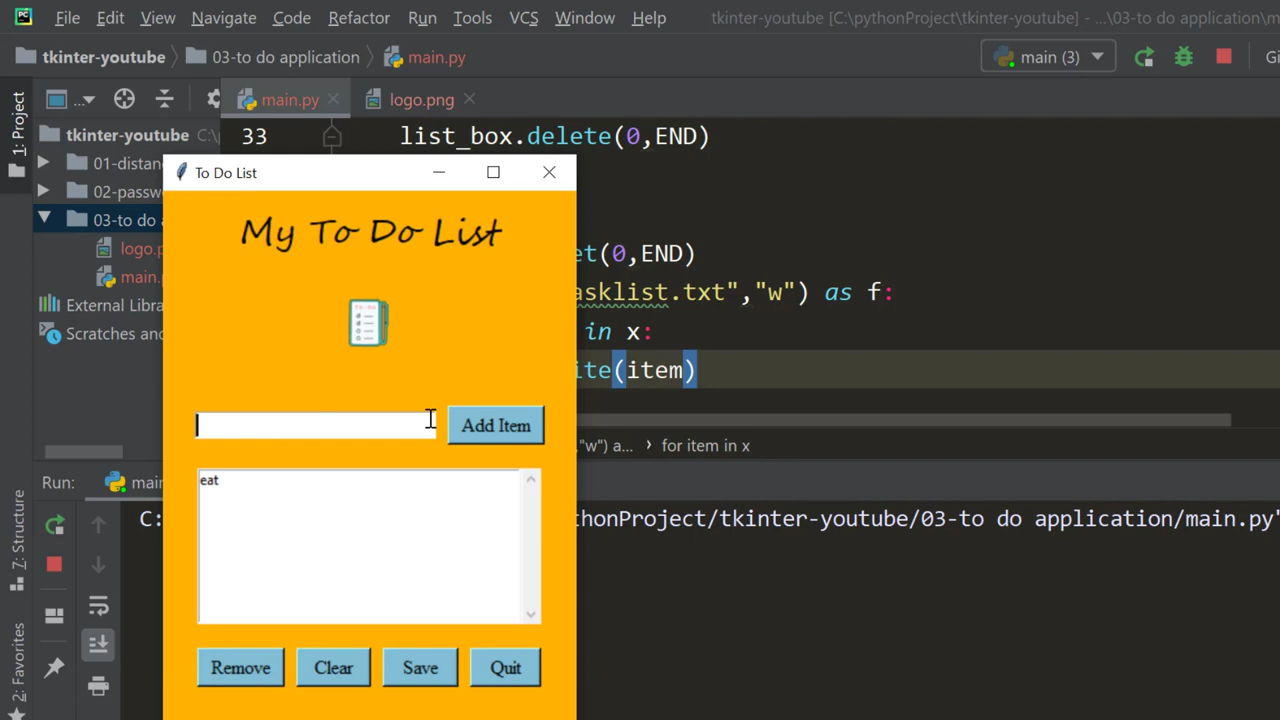 File Edit View Navigate Code Refactor Run Tools VCS Window Help tkinter-youtube [C:\pythonProject\tkinter-youtube] - ...\03-to do application\m
tkinter-youtube 03-to do application main.py main (3) Gi
1: Project
... main.py logo.png
tkinter-youtube C:\
01-distan
02-passw
03-to do a
logo.p
main.
External Libra
Scratches and
33 list_box.delete(0,END)
et(0,END)
asklist.txt","w") as f:
in x:
ite(item)
"w") a... › for item in x
To Do List
My To Do List
Add Item
eat
Remove Clear Save Quit
Run: main
C: thonProject/tkinter-youtube/03-to do application/main.py"
7: Structure
2: Favorites